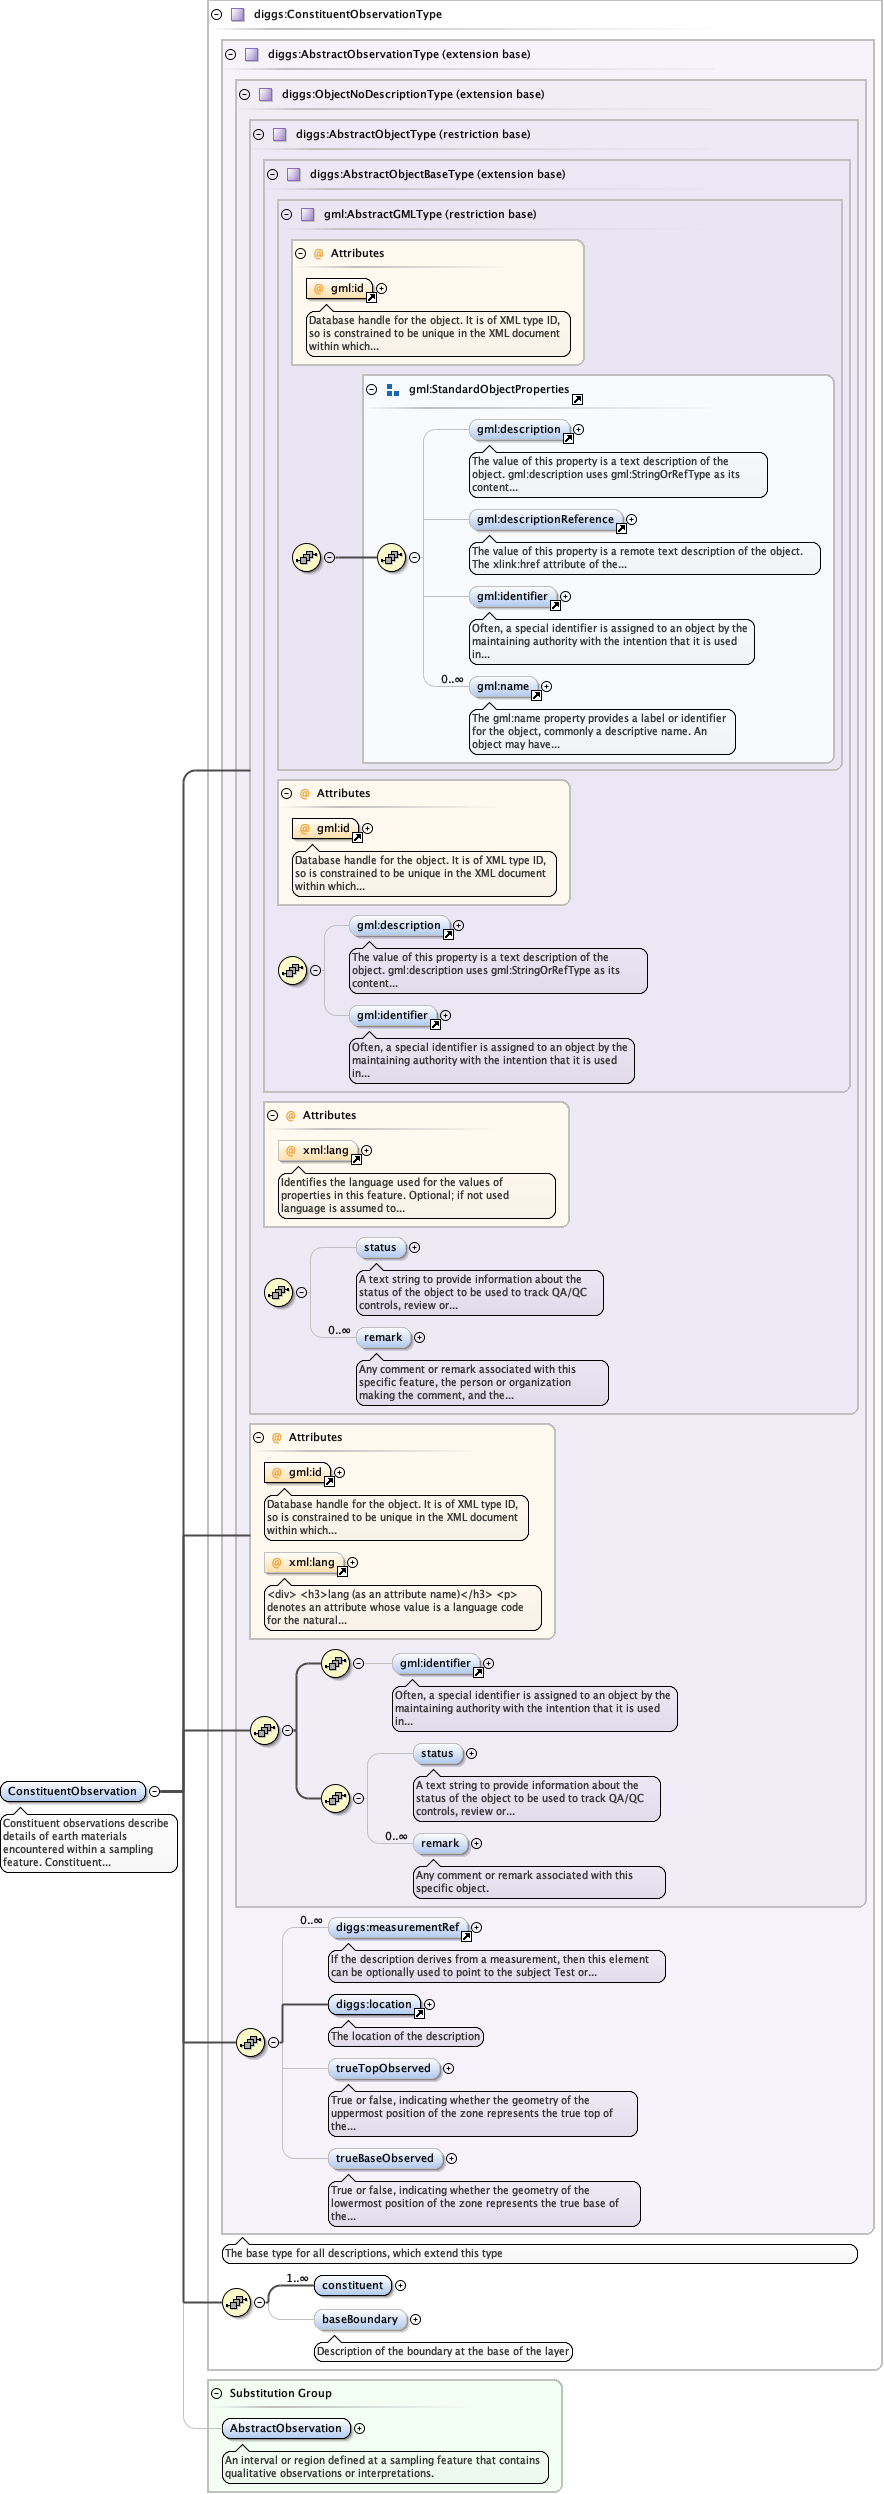 diggs:ConstituentObservationType
diggs:AbstractObservationType (extension base)
diggs:ObjectNoDescriptionType (extension base)
diggs:AbstractObjectType (restriction base)
diggs:AbstractObjectBaseType (extension base)
gml:AbstractGMLType (restriction base)
@ Attributes
@ gml:id
Database handle for the object. It is of XML type ID,
so is constrained to be unique in the XML document
within which...
gml:StandardObjectProperties
gml:description
The value of this property is a text description of the
object. gml:description uses gml:StringOrRefType as its
content...
gml:descriptionReference
The value of this property is a remote text description of the object.
The xlink:href attribute of the...
gml:identifier
Often, a special identifier is assigned to an object by the
maintaining authority with the intention that it is used
in...
0..∞
gml:name
The gml:name property provides a label or identifier
for the object, commonly a descriptive name. An
object may have...
@ Attributes
@ gml:id
Database handle for the object. It is of XML type ID,
so is constrained to be unique in the XML document
within which...
gml:description
The value of this property is a text description of the
object. gml:description uses gml:StringOrRefType as its
content...
gml:identifier
Often, a special identifier is assigned to an object by the
maintaining authority with the intention that it is used
in...
@ Attributes
@ xml:lang
Identifies the language used for the values of
properties in this feature. Optional; if not used
language is assumed to...
status
A text string to provide information about the
status of the object to be used to track QA/QC
controls, review or...
0..∞
remark
Any comment or remark associated with this
specific feature, the person or organization
making the comment, and the...
@ Attributes
@ gml:id
Database handle for the object. It is of XML type ID,
so is constrained to be unique in the XML document
within which...
@ xml:lang
<div> <h3>lang (as an attribute name)</h3> <p>
denotes an attribute whose value is a language code
for the natural...
gml:identifier
Often, a special identifier is assigned to an object by the
maintaining authority with the intention that it is used
in...
status
A text string to provide information about the
status of the object to be used to track QA/QC
controls, review or...
0..∞
remark
Any comment or remark associated with this
specific object.
ConstituentObservation
Constituent observations describe
details of earth materials
encountered within a sampling
feature. Constituent...
0..∞
diggs:measurementRef
If the description derives from a measurement, then this element
can be optionally used to point to the subject Test or...
diggs:location
The location of the description
trueTopObserved
True or false, indicating whether the geometry of the
uppermost position of the zone represents the true top of
the...
trueBaseObserved
True or false, indicating whether the geometry of the
lowermost position of the zone represents the true base of
the...
The base type for all descriptions, which extend this type
1..∞
constituent
baseBoundary
Description of the boundary at the base of the layer
Substitution Group
AbstractObservation
An interval or region defined at a sampling feature that contains
qualitative observations or interpretations.